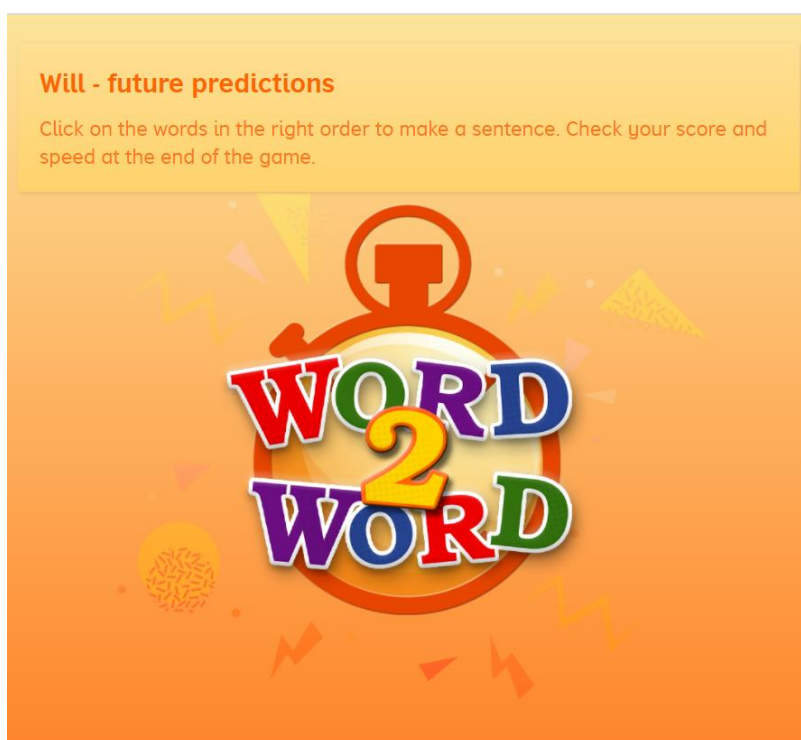 Will - future predictions
Click on the words in the right order to make a sentence. Check your score and
speed at the end of the game.
WORD
2
WORD